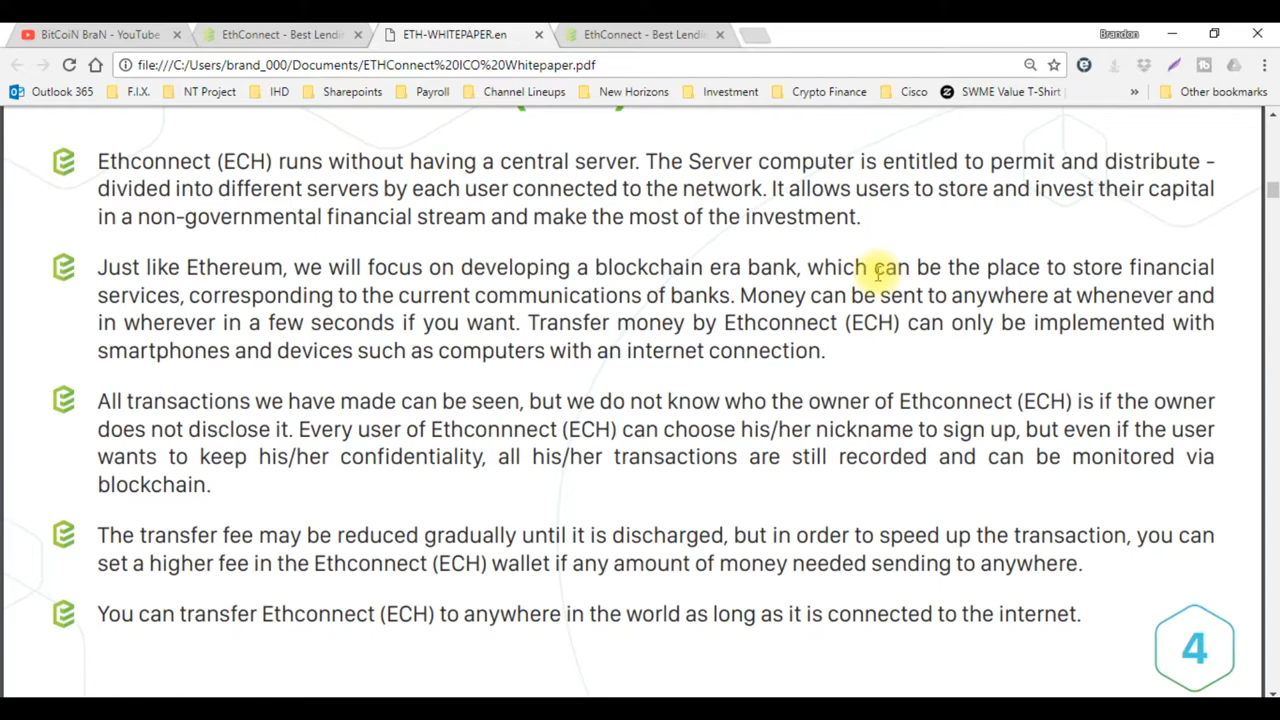 BitCoiN BraN - YouTube
EthConnect - Best Lendi
ETH-WHITEPAPER.en
EthConnect - Best Lendi
Brandon
file:///C:/Users/brand_000/Documents/ETHConnect%20ICO%20Whitepaper.pdf
Outlook 365 F.I.X. NT Project IHD Sharepoints Payroll Channel Lineups New Horizons Investment Crypto Finance Cisco SWME Value T-Shirt » Other bookmarks
Ethconnect (ECH) runs without having a central server. The Server computer is entitled to permit and distribute -
divided into different servers by each user connected to the network. It allows users to store and invest their capital
in a non-governmental financial stream and make the most of the investment.
Just like Ethereum, we will focus on developing a blockchain era bank, which can be the place to store financial
services, corresponding to the current communications of banks. Money can be sent to anywhere at whenever and
in wherever in a few seconds if you want. Transfer money by Ethconnect (ECH) can only be implemented with
smartphones and devices such as computers with an internet connection.
All transactions we have made can be seen, but we do not know who the owner of Ethconnect (ECH) is if the owner
does not disclose it. Every user of Ethconnnect (ECH) can choose his/her nickname to sign up, but even if the user
wants to keep his/her confidentiality, all his/her transactions are still recorded and can be monitored via
blockchain.
The transfer fee may be reduced gradually until it is discharged, but in order to speed up the transaction, you can
set a higher fee in the Ethconnect (ECH) wallet if any amount of money needed sending to anywhere.
You can transfer Ethconnect (ECH) to anywhere in the world as long as it is connected to the internet.
4